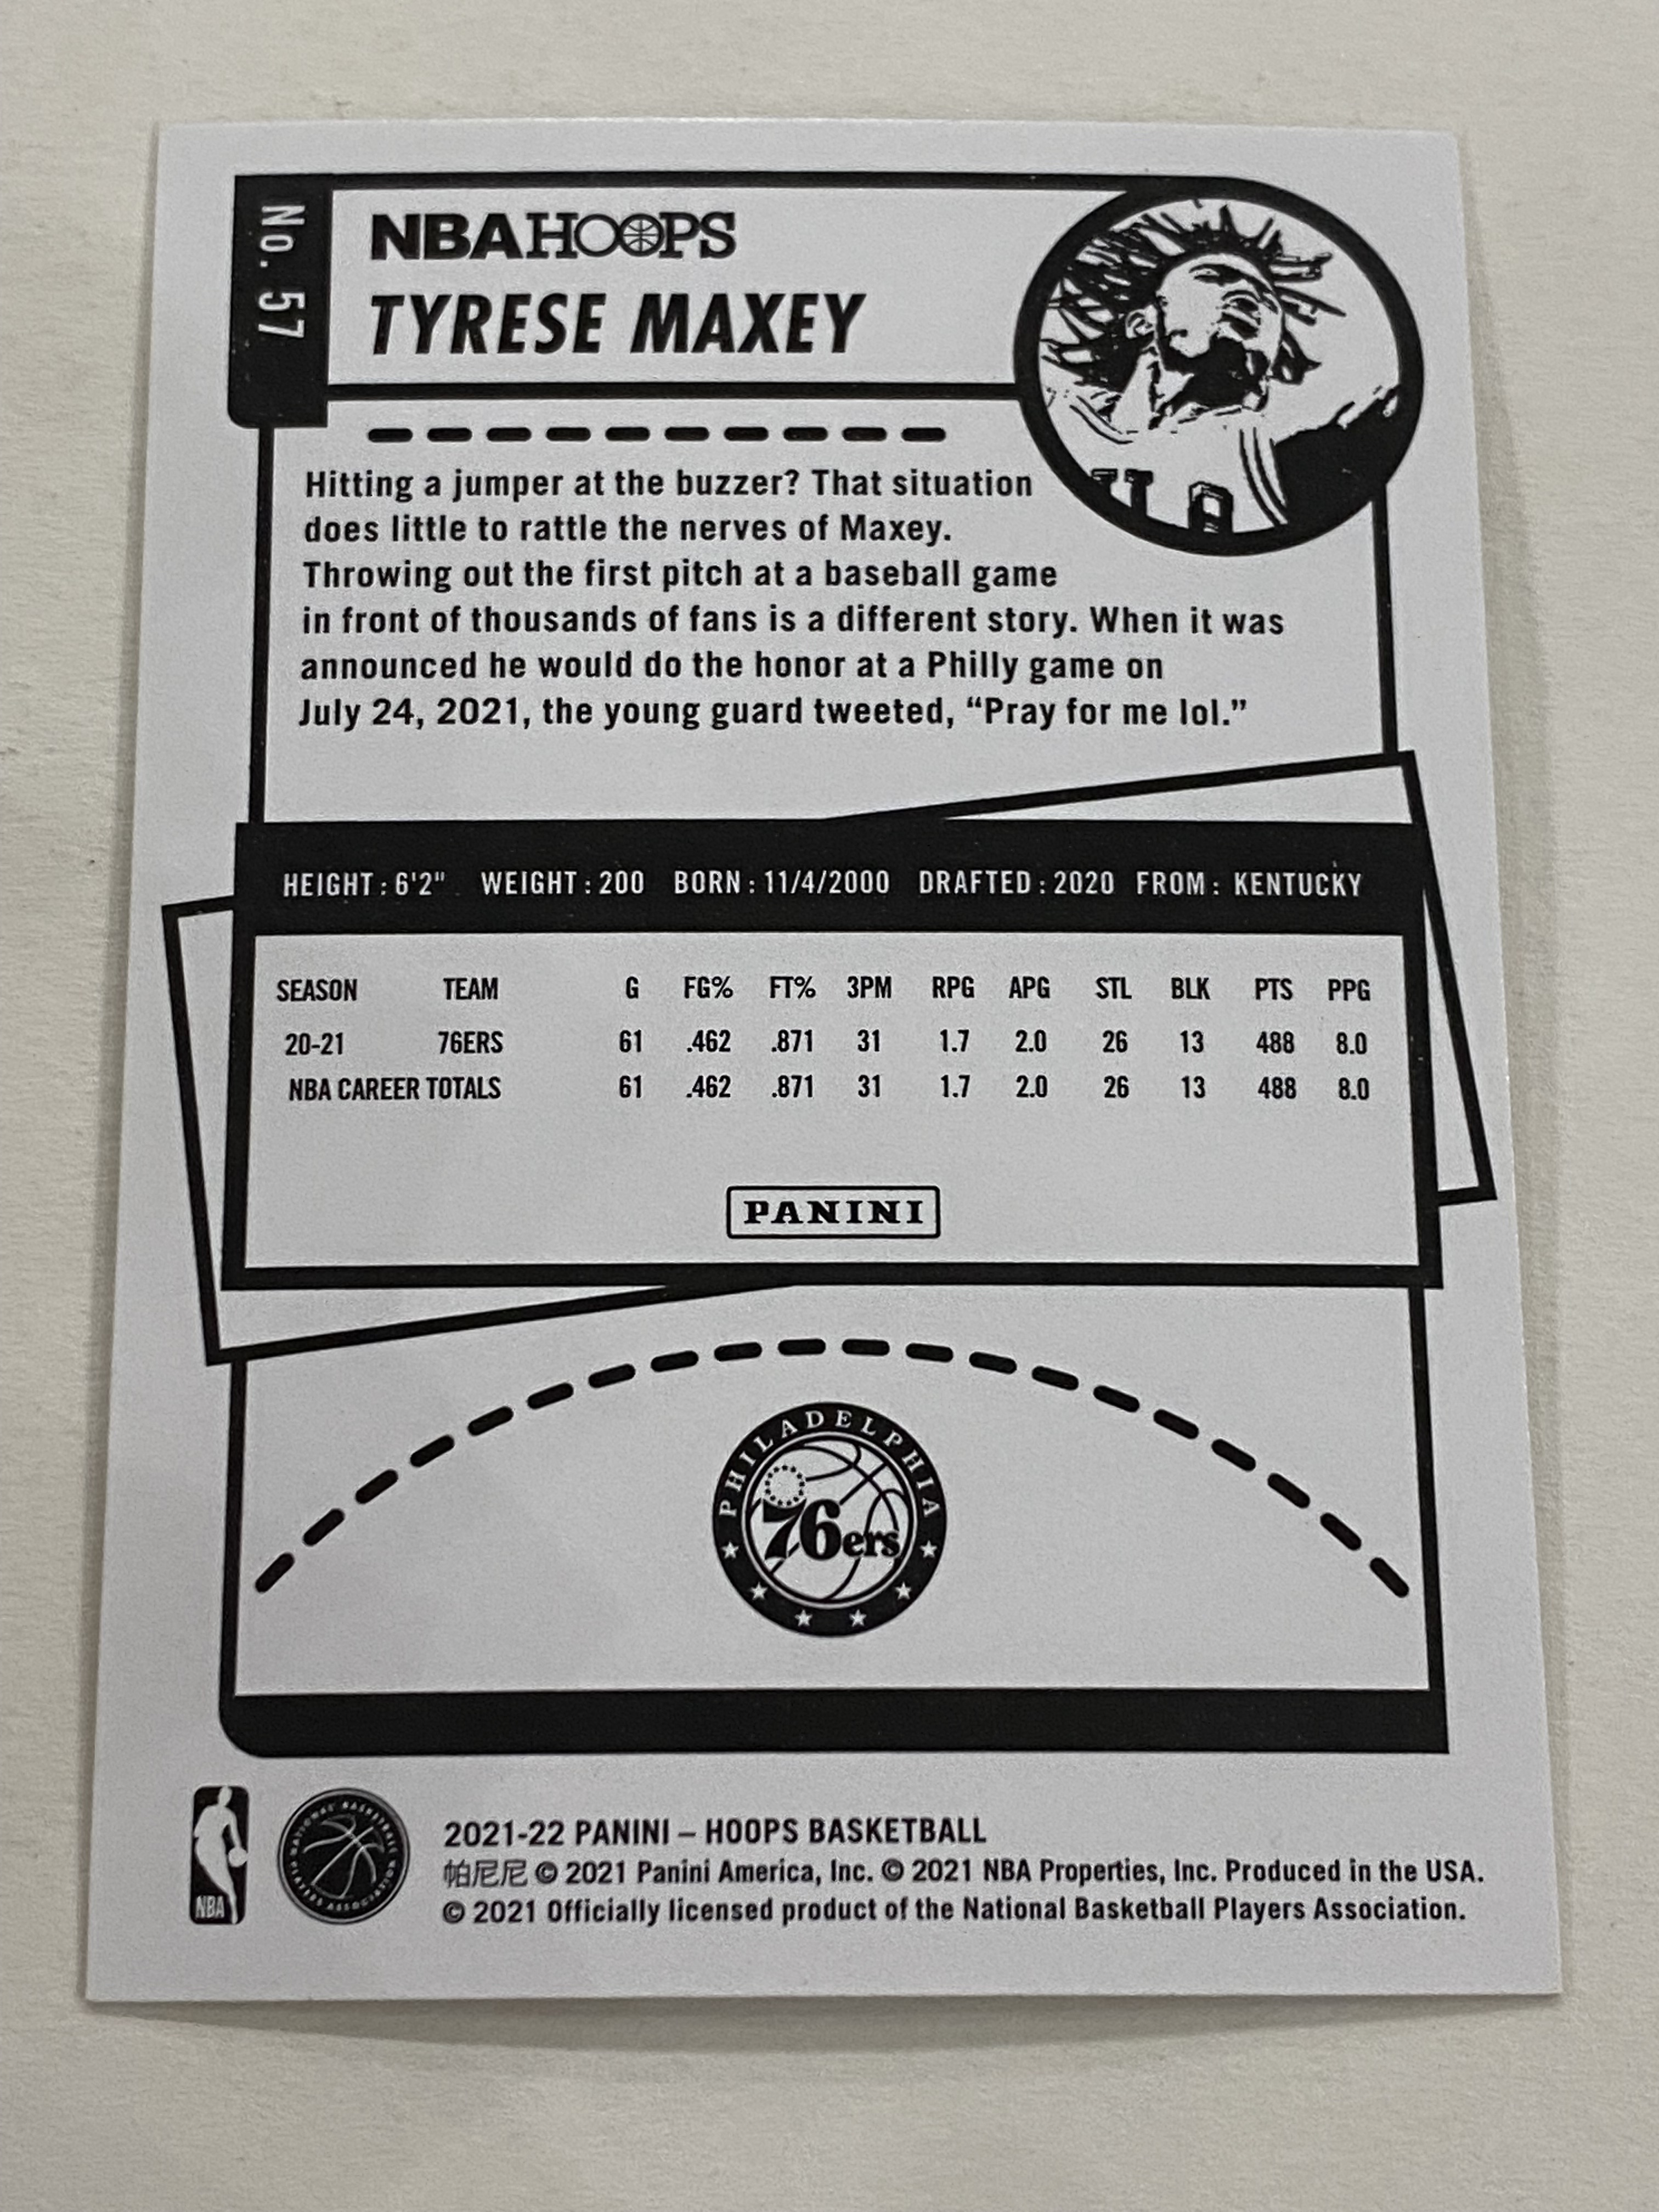 No. 57
NBA HOOPS
TYRESE MAXEY
Hitting a jumper at the buzzer? That situation
does little to rattle the nerves of Maxey.
Throwing out the first pitch at a baseball game
in front of thousands of fans is a different story. When it was
announced he would do the honor at a Philly game on
July 24, 2021, the young guard tweeted, “Pray for me lol.”
HEIGHT: 6'2" WEIGHT: 200 BORN: 11/4/2000 DRAFTED: 2020 FROM: KENTUCKY
SEASON TEAM G FG% FT% 3PM RPG APG STL BLK PTS PPG
20-21 76ERS 61 .462 .871 31 1.7 2.0 26 13 488 8.0
NBA CAREER TOTALS 61 .462 .871 31 1.7 2.0 26 13 488 8.0
PANINI
PHILADELPHIA
76ers
NBA
NATIONAL BASKETBALL
PLAYERS ASSOCIATION
2021-22 PANINI – HOOPS BASKETBALL
帕尼尼 © 2021 Panini America, Inc. © 2021 NBA Properties, Inc. Produced in the USA.
© 2021 Officially licensed product of the National Basketball Players Association.